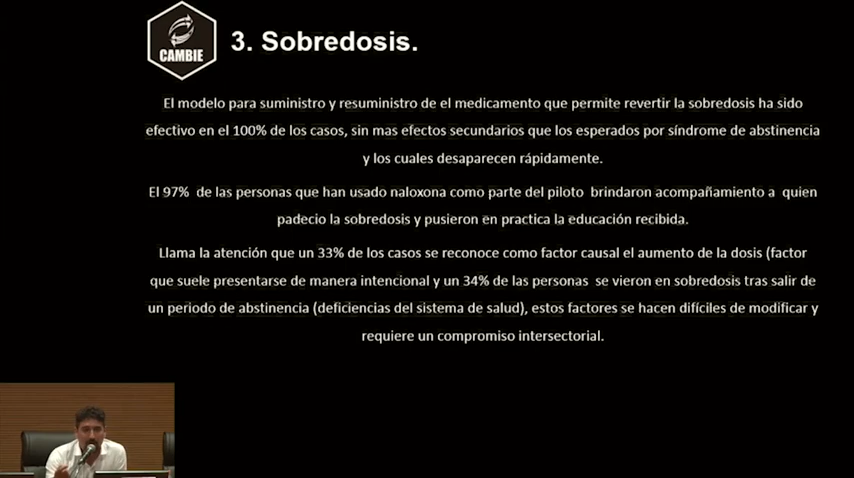 CAMBIE
3. Sobredosis.
El modelo para suministro y resuministro de el medicamento que permite revertir la sobredosis ha sido
efectivo en el 100% de los casos, sin mas efectos secundarios que los esperados por síndrome de abstinencia
y los cuales desaparecen rápidamente.
El 97% de las personas que han usado naloxona como parte del piloto brindaron acompañamiento a quien
padecio la sobredosis y pusieron en practica la educación recibida.
Llama la atención que un 33% de los casos se reconoce como factor causal el aumento de la dosis (factor
que suele presentarse de manera intencional y un 34% de las personas se vieron en sobredosis tras salir de
un periodo de abstinencia (deficiencias del sistema de salud), estos factores se hacen difíciles de modificar y
requiere un compromiso intersectorial.